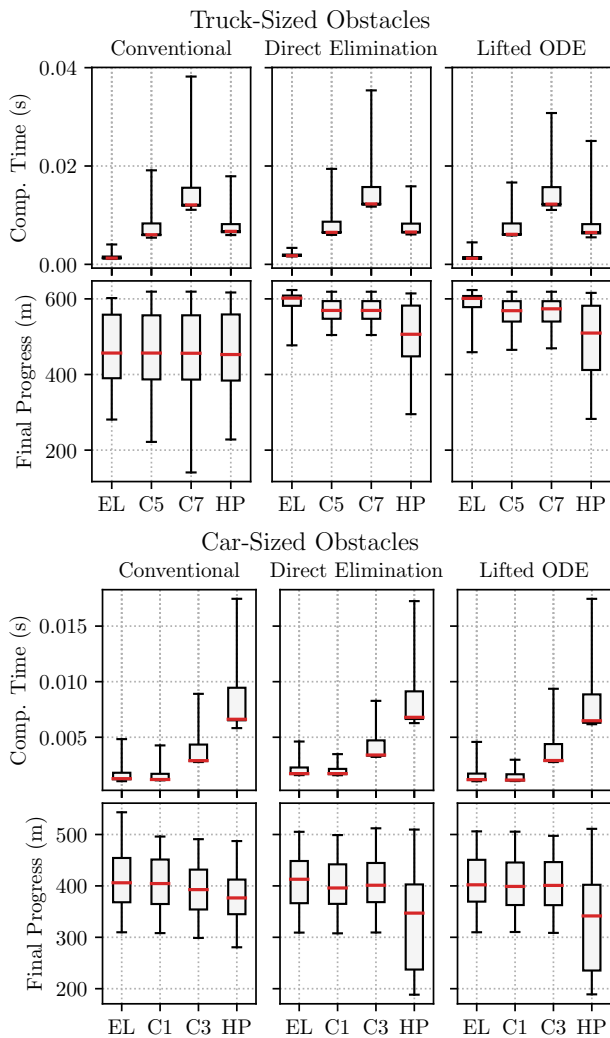 Truck-Sized Obstacles
Conventional Direct Elimination Lifted ODE
Comp. Time (s)
0.04
0.02
0.00
Final Progress (m)
600
400
200
EL C5 C7 HP EL C5 C7 HP EL C5 C7 HP
Car-Sized Obstacles
Conventional Direct Elimination Lifted ODE
Comp. Time (s)
0.015
0.010
0.005
Final Progress (m)
500
400
300
200
EL C1 C3 HP EL C1 C3 HP EL C1 C3 HP